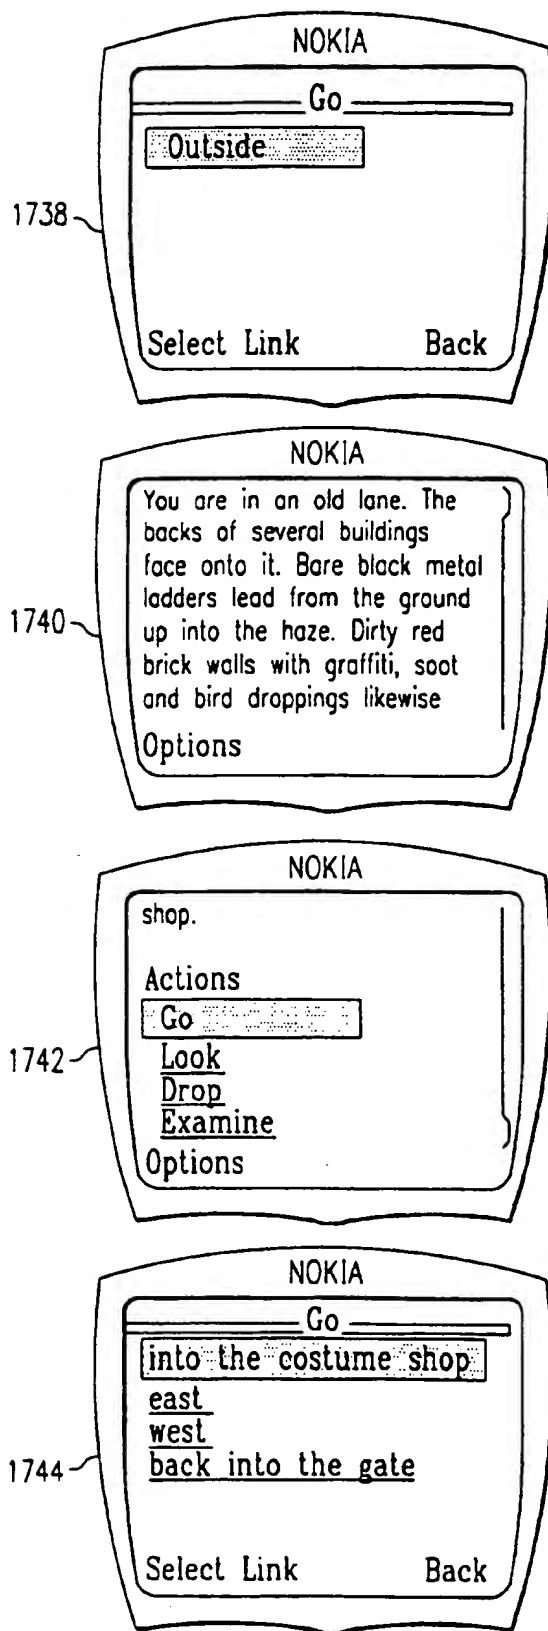 NOKIA
Go
Outside
1738
Select Link Back
NOKIA
You are in an old lane. The
backs of several buildings
face onto it. Bare black metal
ladders lead from the ground
1740
up into the haze. Dirty red
brick walls with graffiti, soot
and bird droppings likewise
Options
NOKIA
shop.
Actions
Go
1742
Look
Drop
Examine
Options
NOKIA
Go
into the costume shop
east
west
1744
back into the gate
Select Link Back